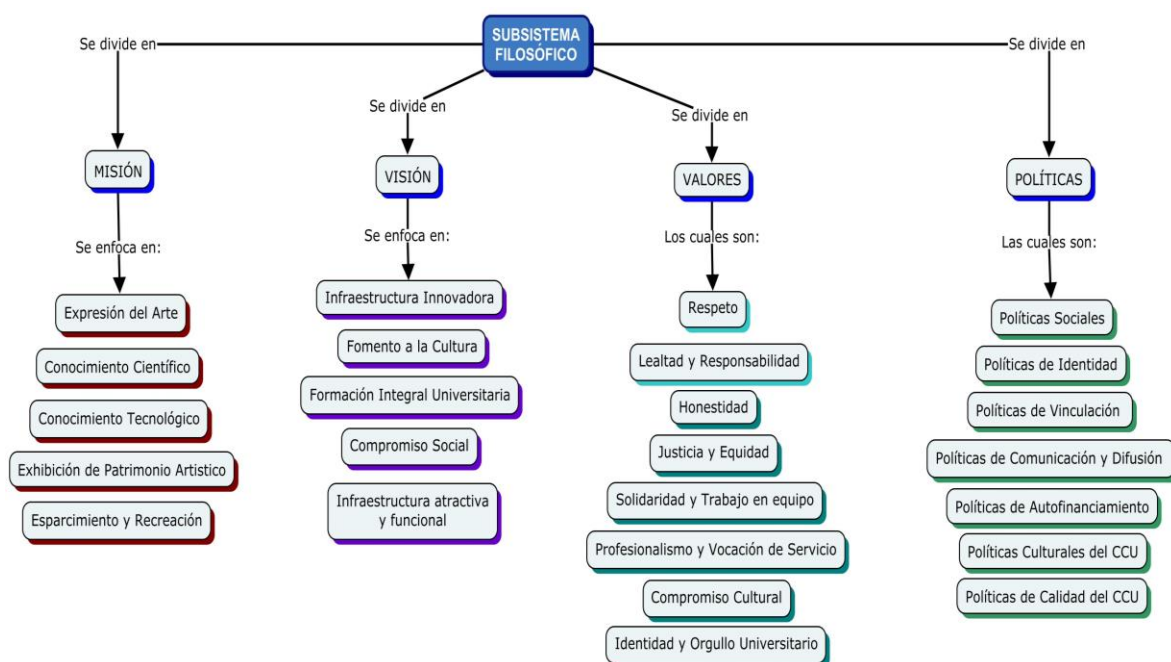 SUBSISTEMA
FILOSÓFICO
Se divide en
Se divide en
Se divide en
Se divide en
MISIÓN
VISIÓN
VALORES
POLÍTICAS
Se enfoca en:
Se enfoca en:
Los cuales son:
Las cuales son:
Expresión del Arte
Conocimiento Científico
Conocimiento Tecnológico
Exhibición de Patrimonio Artistico
Esparcimiento y Recreación
Infraestructura Innovadora
Fomento a la Cultura
Formación Integral Universitaria
Compromiso Social
Infraestructura atractiva
y funcional
Respeto
Lealtad y Responsabilidad
Honestidad
Justicia y Equidad
Solidaridad y Trabajo en equipo
Profesionalismo y Vocación de Servicio
Compromiso Cultural
Identidad y Orgullo Universitario
Políticas Sociales
Políticas de Identidad
Políticas de Vinculación
Políticas de Comunicación y Difusión
Políticas de Autofinanciamiento
Políticas Culturales del CCU
Políticas de Calidad del CCU